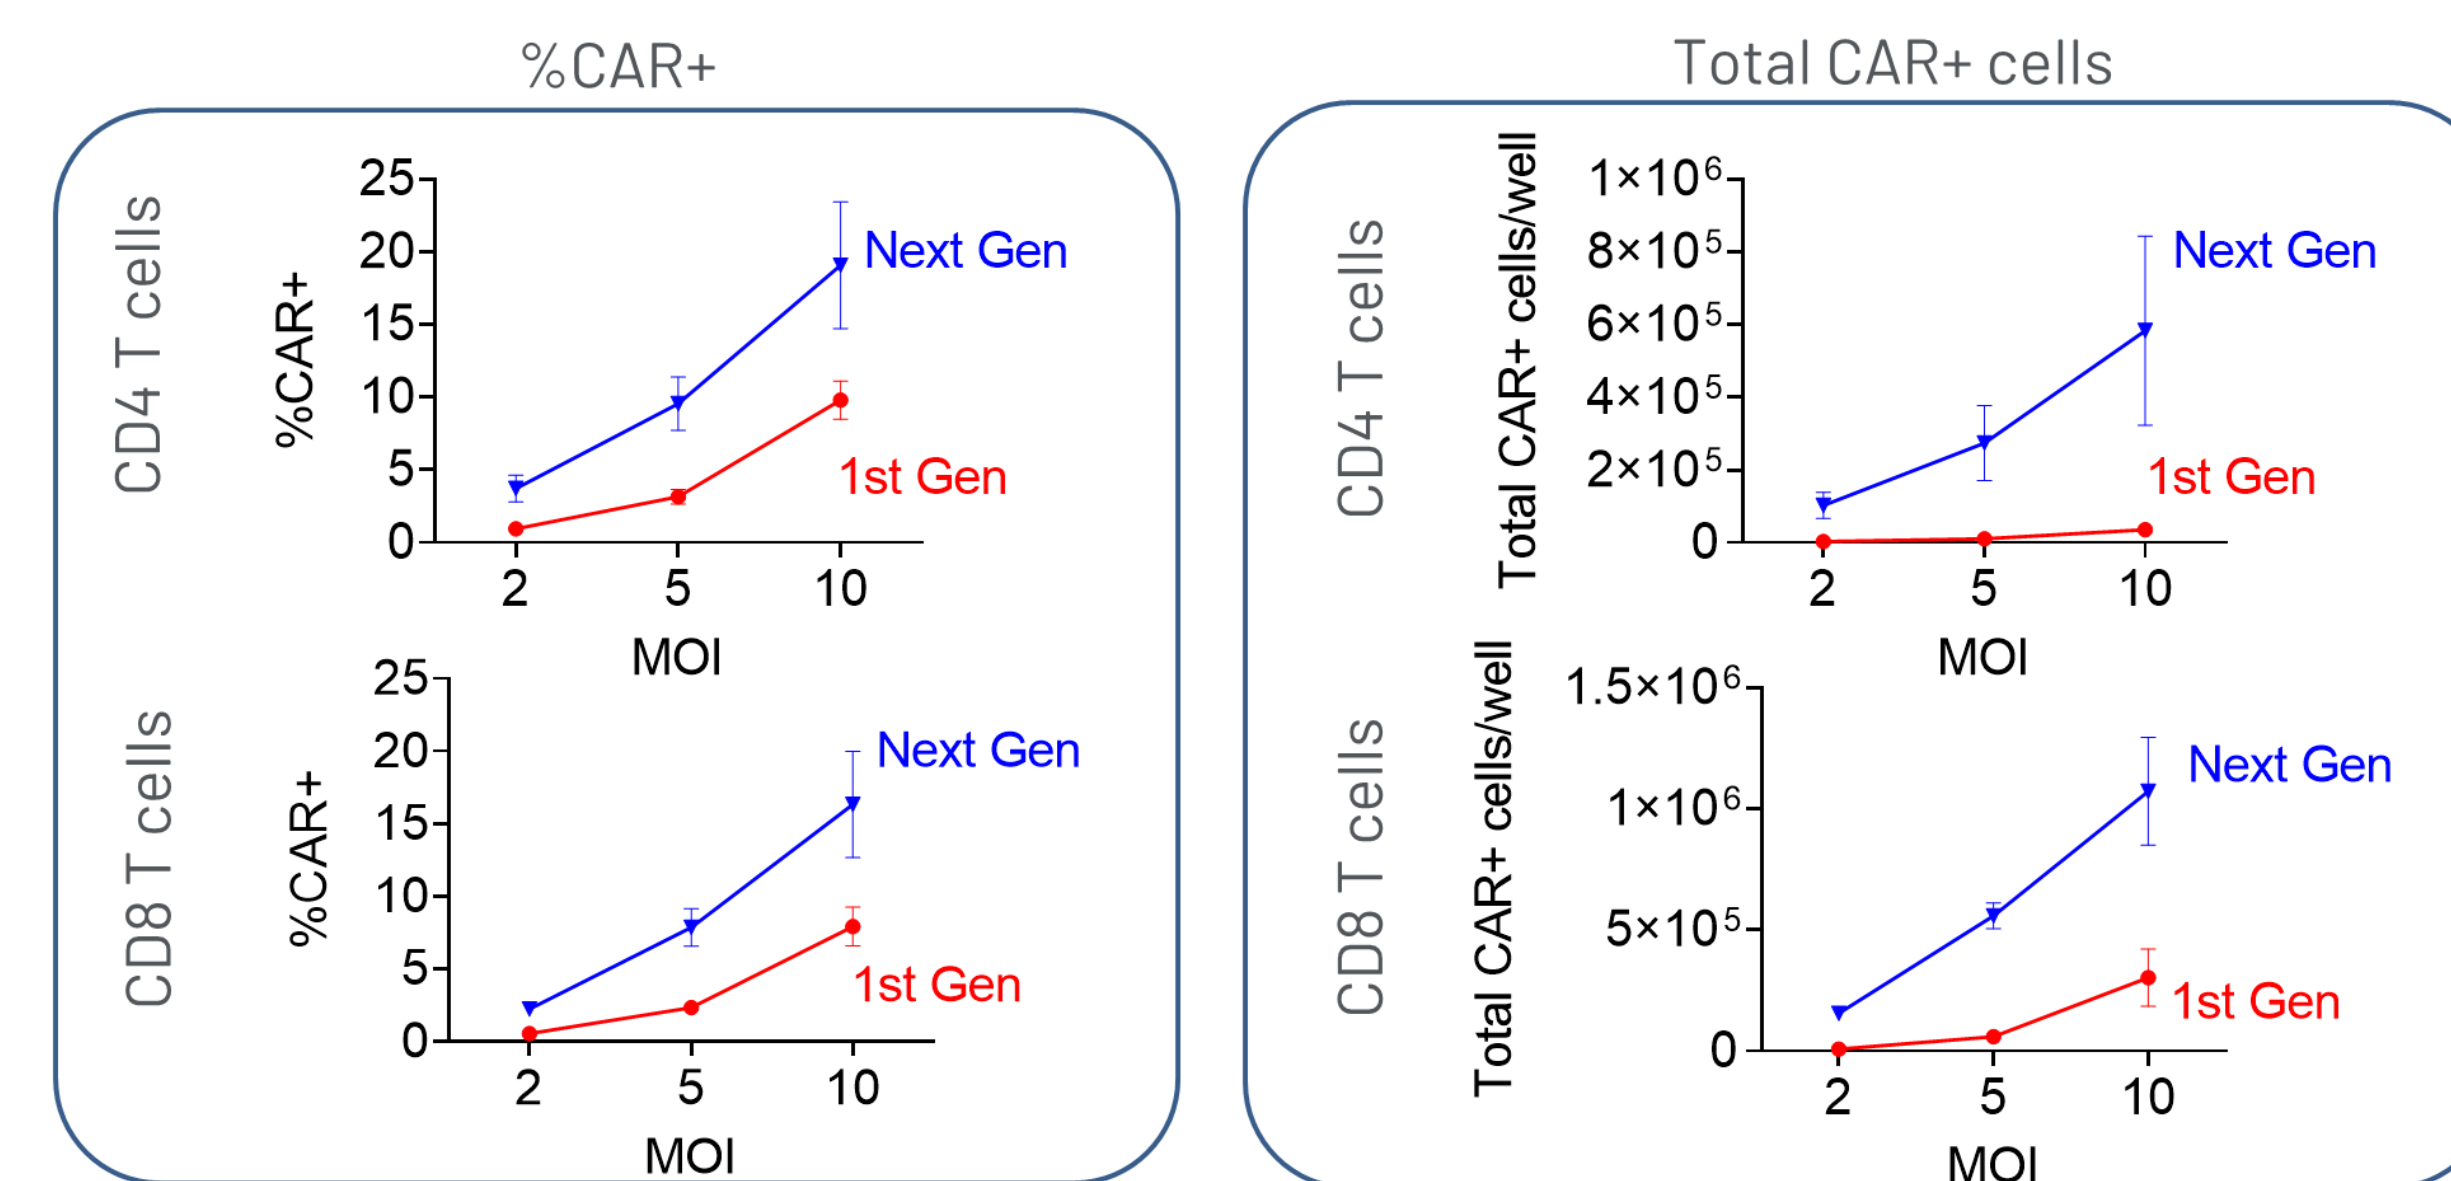 %CAR+
Total CAR+ cells
CD4 T cells
%CAR+
25
20
15
10
5
0
Next Gen
1st Gen
2 5 10
MOI
CD4 T cells
Total CAR+ cells/well
1×10⁶
8×10⁵
6×10⁵
4×10⁵
2×10⁵
0
Next Gen
1st Gen
2 5 10
MOI
CD8 T cells
%CAR+
25
20
15
10
5
0
Next Gen
1st Gen
2 5 10
MOI
CD8 T cells
Total CAR+ cells/well
1.5×10⁶
1×10⁶
5×10⁵
0
Next Gen
1st Gen
2 5 10
MOI